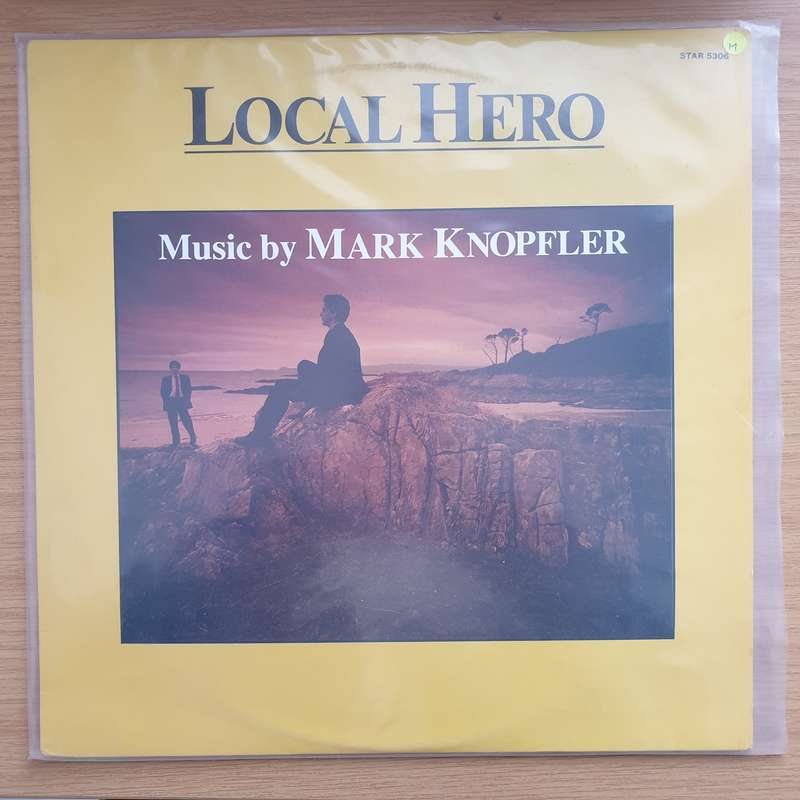 STAR 5306
M
LOCAL HERO
Music by MARK KNOPFLER